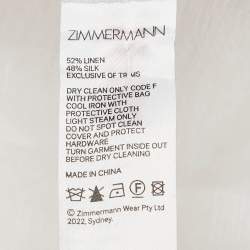 ZIMMERMANN
52% LINEN
48% SILK
EXCLUSIVE OF TRIMS
DRY CLEAN ONLY CODE F
WITH PROTECTIVE BAG
COOL IRON WITH
PROTECTIVE CLOTH
LIGHT STEAM ONLY
DO NOT SPOT CLEAN
COVER AND PROTECT
HARDWARE
TURN GARMENT INSIDE OUT
BEFORE DRY CLEANING
MADE IN CHINA
© Zimmermann Wear Pty Ltd
2022, Sydney.